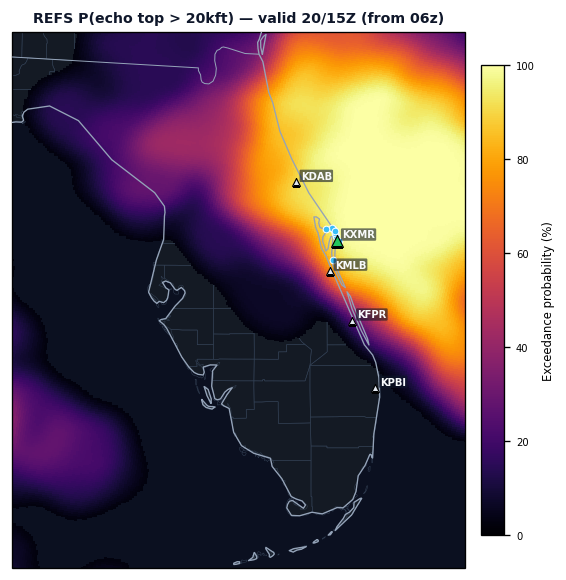 REFS P(echo top > 20kft) — valid 20/15Z (from 06z)
KDAB
KXMR
KMLB
KFPR
KPBI
100
80
60
40
20
0
Exceedance probability (%)